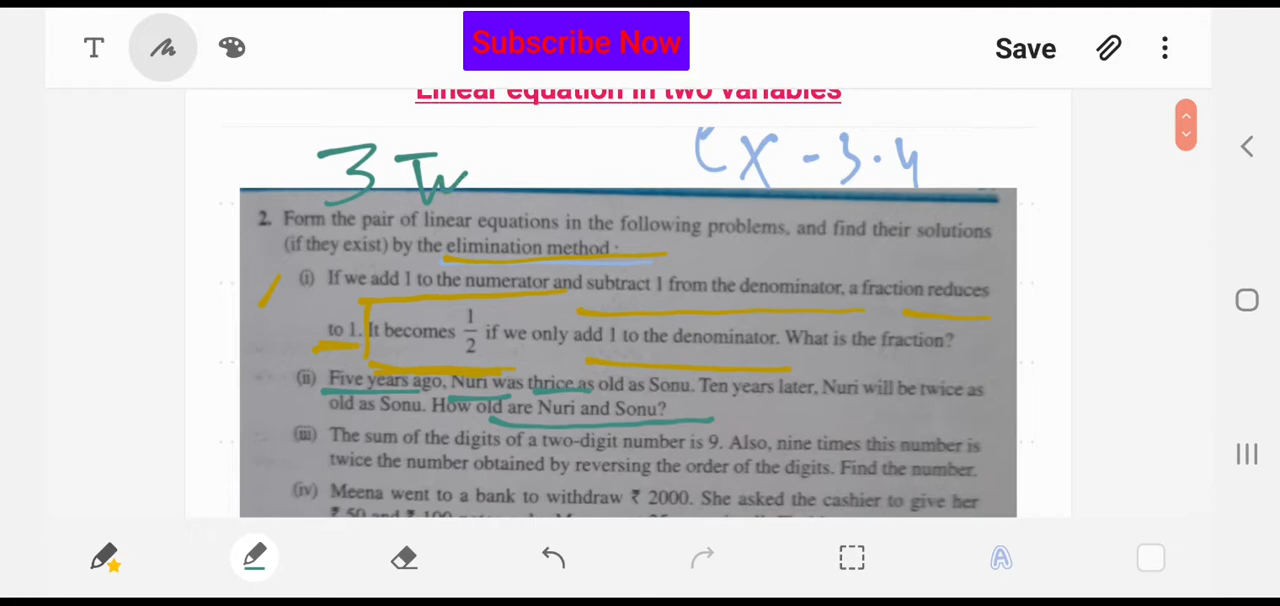 T
Subscribe Now
Save
Linear equation in two variables
3 Tw
Ex - 3.4
2. Form the pair of linear equations in the following problems, and find their solutions
(if they exist) by the elimination method :
(i) If we add 1 to the numerator and subtract 1 from the denominator, a fraction reduces
to 1. It becomes 1/2 if we only add 1 to the denominator. What is the fraction?
(ii) Five years ago, Nuri was thrice as old as Sonu. Ten years later, Nuri will be twice as
old as Sonu. How old are Nuri and Sonu?
(iii) The sum of the digits of a two-digit number is 9. Also, nine times this number is
twice the number obtained by reversing the order of the digits. Find the number.
(iv) Meena went to a bank to withdraw ₹ 2000. She asked the cashier to give her
₹ 50 and ₹ 100
A